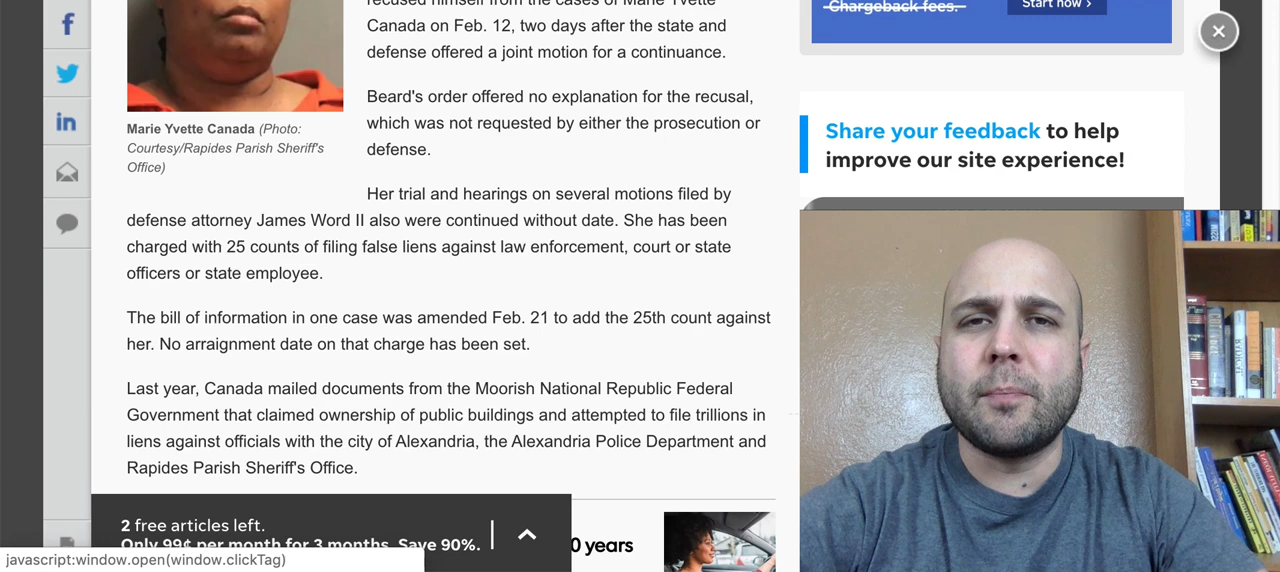 recused himself from the cases of Marie Yvette
Canada on Feb. 12, two days after the state and
defense offered a joint motion for a continuance.
Beard's order offered no explanation for the recusal,
which was not requested by either the prosecution or
defense.
Marie Yvette Canada (Photo:
Courtesy/Rapides Parish Sheriff's
Office)
Her trial and hearings on several motions filed by
defense attorney James Word II also were continued without date. She has been
charged with 25 counts of filing false liens against law enforcement, court or state
officers or state employee.
The bill of information in one case was amended Feb. 21 to add the 25th count against
her. No arraignment date on that charge has been set.
Last year, Canada mailed documents from the Moorish National Republic Federal
Government that claimed ownership of public buildings and attempted to file trillions in
liens against officials with the city of Alexandria, the Alexandria Police Department and
Rapides Parish Sheriff's Office.
2 free articles left.
Only 99¢ per month for 3 months. Save 90%.
0 years
javascript:window.open(window.clickTag)
Chargeback fees.
Start now >
Share your feedback to help
improve our site experience!